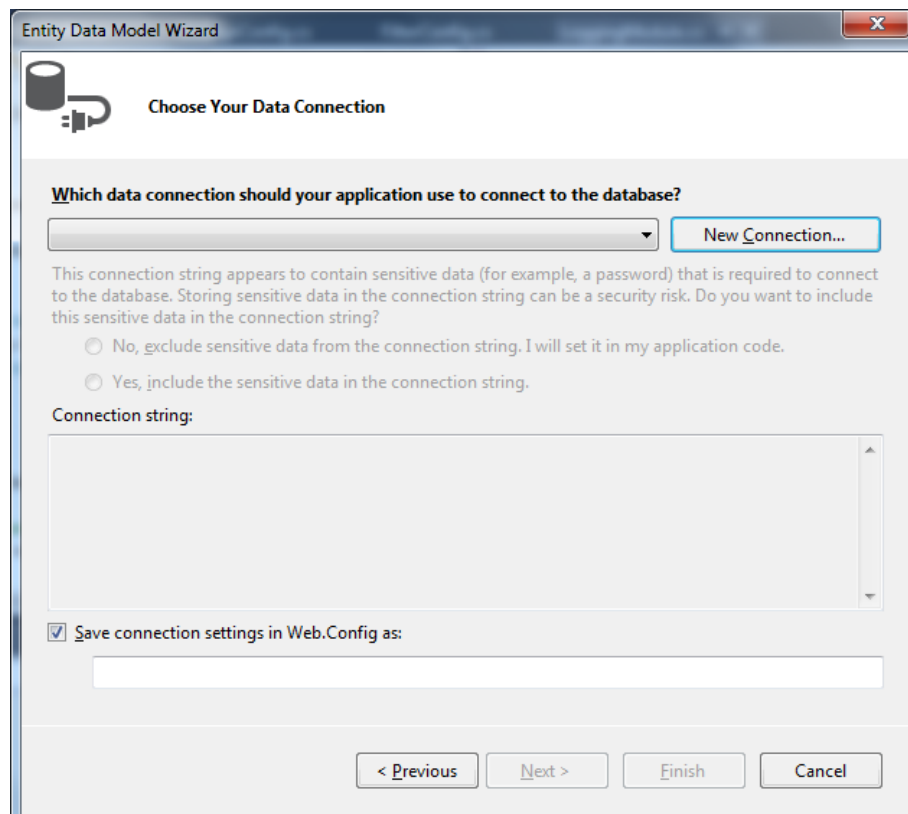 Entity Data Model Wizard
Choose Your Data Connection
Which data connection should your application use to connect to the database?
New Connection...
This connection string appears to contain sensitive data (for example, a password) that is required to connect
to the database. Storing sensitive data in the connection string can be a security risk. Do you want to include
this sensitive data in the connection string?
No, exclude sensitive data from the connection string. I will set it in my application code.
Yes, include the sensitive data in the connection string.
Connection string:
Save connection settings in Web.Config as:
< Previous
Next >
Finish
Cancel